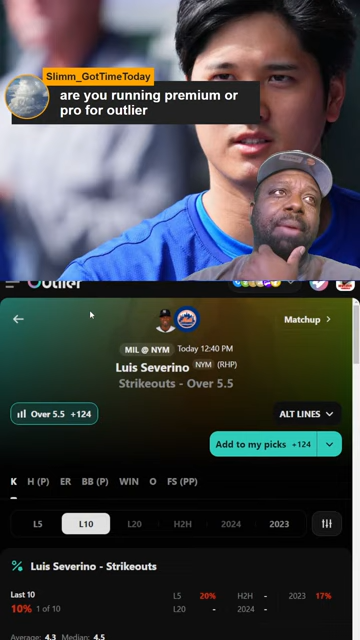 Slimm_GotTimeToday
are you running premium or
pro for outlier
Outlier
Matchup >
MIL @ NYM Today 12:40 PM
Luis Severino NYM (RHP)
Strikeouts - Over 5.5
Over 5.5 +124
ALT LINES
Add to my picks +124
K H (P) ER BB (P) WIN O FS (PP)
L5 L10 L20 H2H 2024 2023
Luis Severino - Strikeouts
Last 10 L5 20% H2H - 2023 17%
10% 1 of 10 L20 - 2024 -
Average: 4.3 Median: 4.5